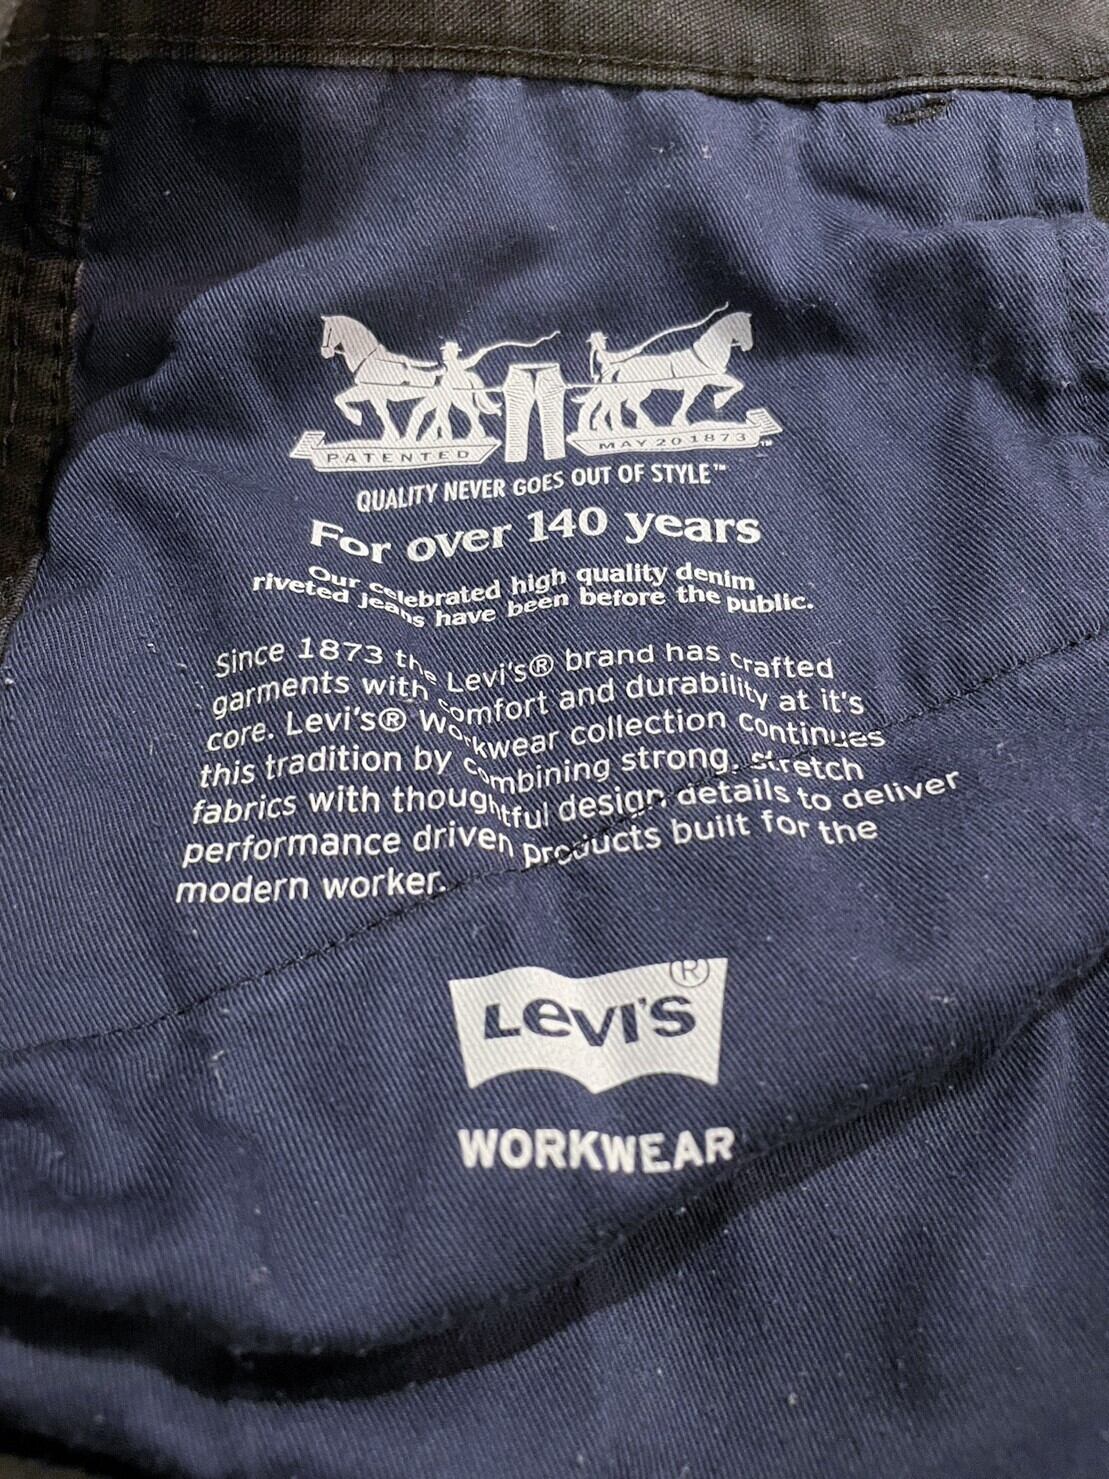 PATENTED MAY 20 1873™
QUALITY NEVER GOES OUT OF STYLE™
For over 140 years
Our celebrated high quality denim
riveted jeans have been before the public.
Since 1873 the Levi's® brand has crafted
garments with comfort and durability at it's
core. Levi's® Workwear collection continues
this tradition by combining strong, stretch
fabrics with thoughtful design details to deliver
performance driven products built for the
modern worker.
LEVI'S®
WORKWEAR